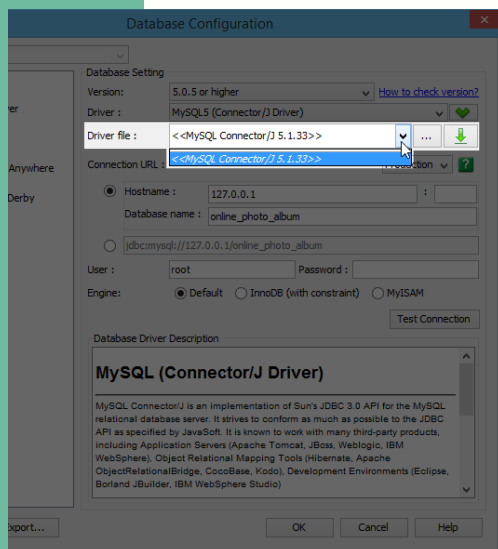 Database Configuration
Database Setting
Version: 5.0.5 or higher How to check version?
Driver : MySQL5 (Connector/J Driver)
Driver file : <<MySQL Connector/J 5.1.33>> ...
<<MySQL Connector/J 5.1.33>>
Connection URL :
Anywhere
Derby
Hostname : 127.0.0.1 :
Database name : online_photo_album
jdbc:mysql://127.0.0.1/online_photo_album
User : root Password :
Engine: Default InnoDB (with constraint) MyISAM
Test Connection
Database Driver Description
MySQL (Connector/J Driver)
MySQL Connector/J is an implementation of Sun's JDBC 3.0 API for the MySQL
relational database server. It strives to conform as much as possible to the JDBC
API as specified by JavaSoft. It is known to work with many third-party products,
including Application Servers (Apache Tomcat, JBoss, Weblogic, IBM
WebSphere), Object Relational Mapping Tools (Hibernate, Apache
ObjectRelationalBridge, CocoBase, Kodo), Development Environments (Eclipse,
Borland JBuilder, IBM WebSphere Studio)
Export... OK Cancel Help